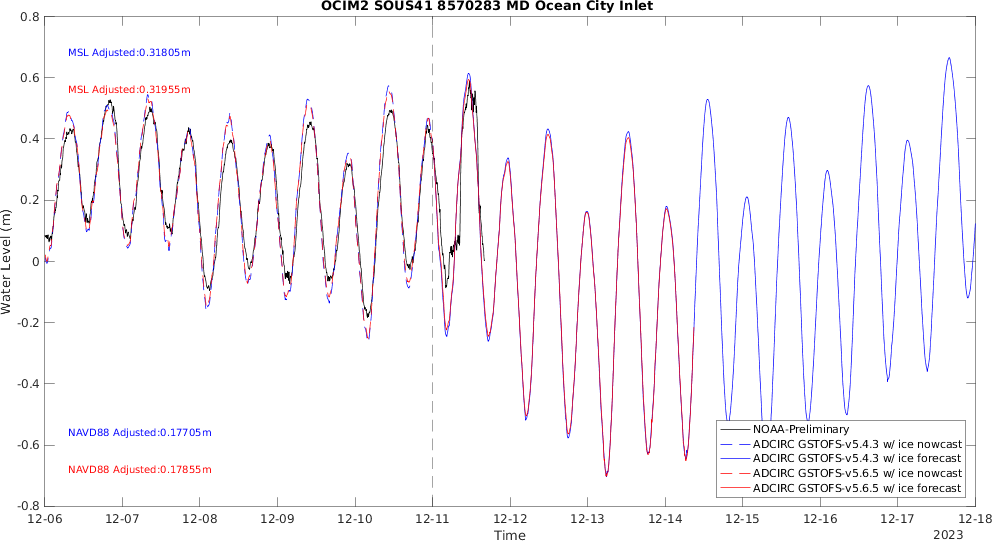 OCIM2 SOUS41 8570283 MD Ocean City Inlet
0.8
0.6
0.4
0.2
0
-0.2
-0.4
-0.6
-0.8
Water Level (m)
MSL Adjusted:0.31805m
MSL Adjusted:0.31955m
NAVD88 Adjusted:0.17705m
NAVD88 Adjusted:0.17855m
NOAA-Preliminary
ADCIRC GSTOFS-v5.4.3 w/ ice nowcast
ADCIRC GSTOFS-v5.4.3 w/ ice forecast
ADCIRC GSTOFS-v5.6.5 w/ ice nowcast
ADCIRC GSTOFS-v5.6.5 w/ ice forecast
12-06 12-07 12-08 12-09 12-10 12-11 12-12 12-13 12-14 12-15 12-16 12-17 12-18
Time
2023